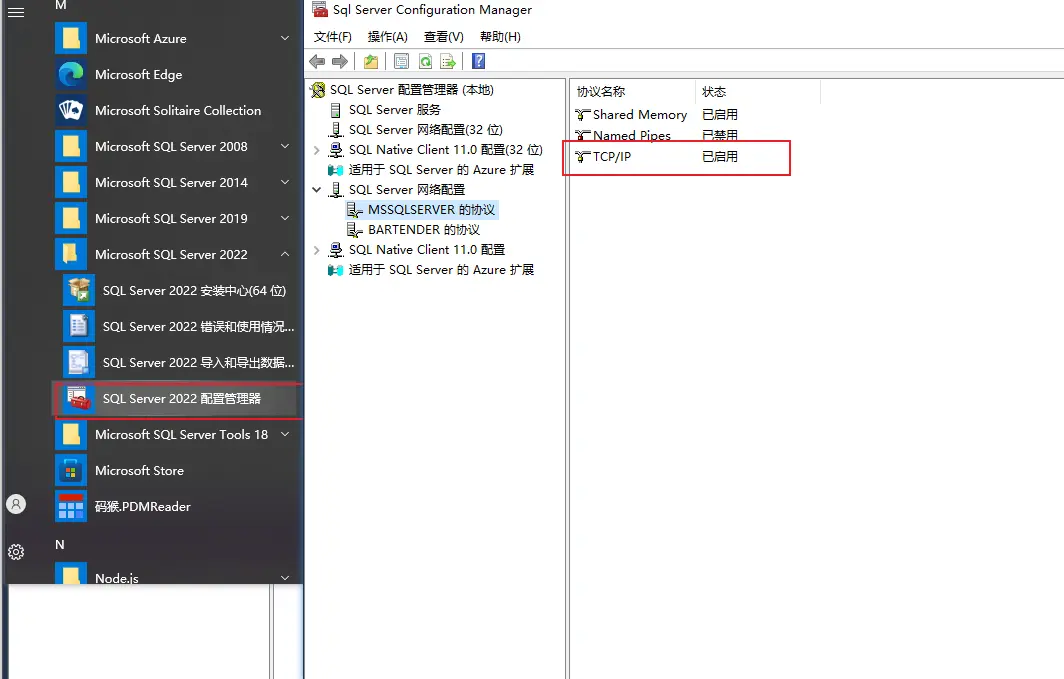 M
Microsoft Azure
Microsoft Edge
Microsoft Solitaire Collection
Microsoft SQL Server 2008
Microsoft SQL Server 2014
Microsoft SQL Server 2019
Microsoft SQL Server 2022
SQL Server 2022 安装中心(64 位)
SQL Server 2022 错误和使用情况...
SQL Server 2022 导入和导出数据...
SQL Server 2022 配置管理器
Microsoft SQL Server Tools 18
Microsoft Store
码猴.PDMReader
N
Node.js
Sql Server Configuration Manager
文件(F) 操作(A) 查看(V) 帮助(H)
SQL Server 配置管理器 (本地)
SQL Server 服务
SQL Server 网络配置(32 位)
SQL Native Client 11.0 配置(32 位)
适用于 SQL Server 的 Azure 扩展
SQL Server 网络配置
MSSQLSERVER 的协议
BARTENDER 的协议
SQL Native Client 11.0 配置
适用于 SQL Server 的 Azure 扩展
协议名称 状态
Shared Memory 已启用
Named Pipes 已禁用
TCP/IP 已启用